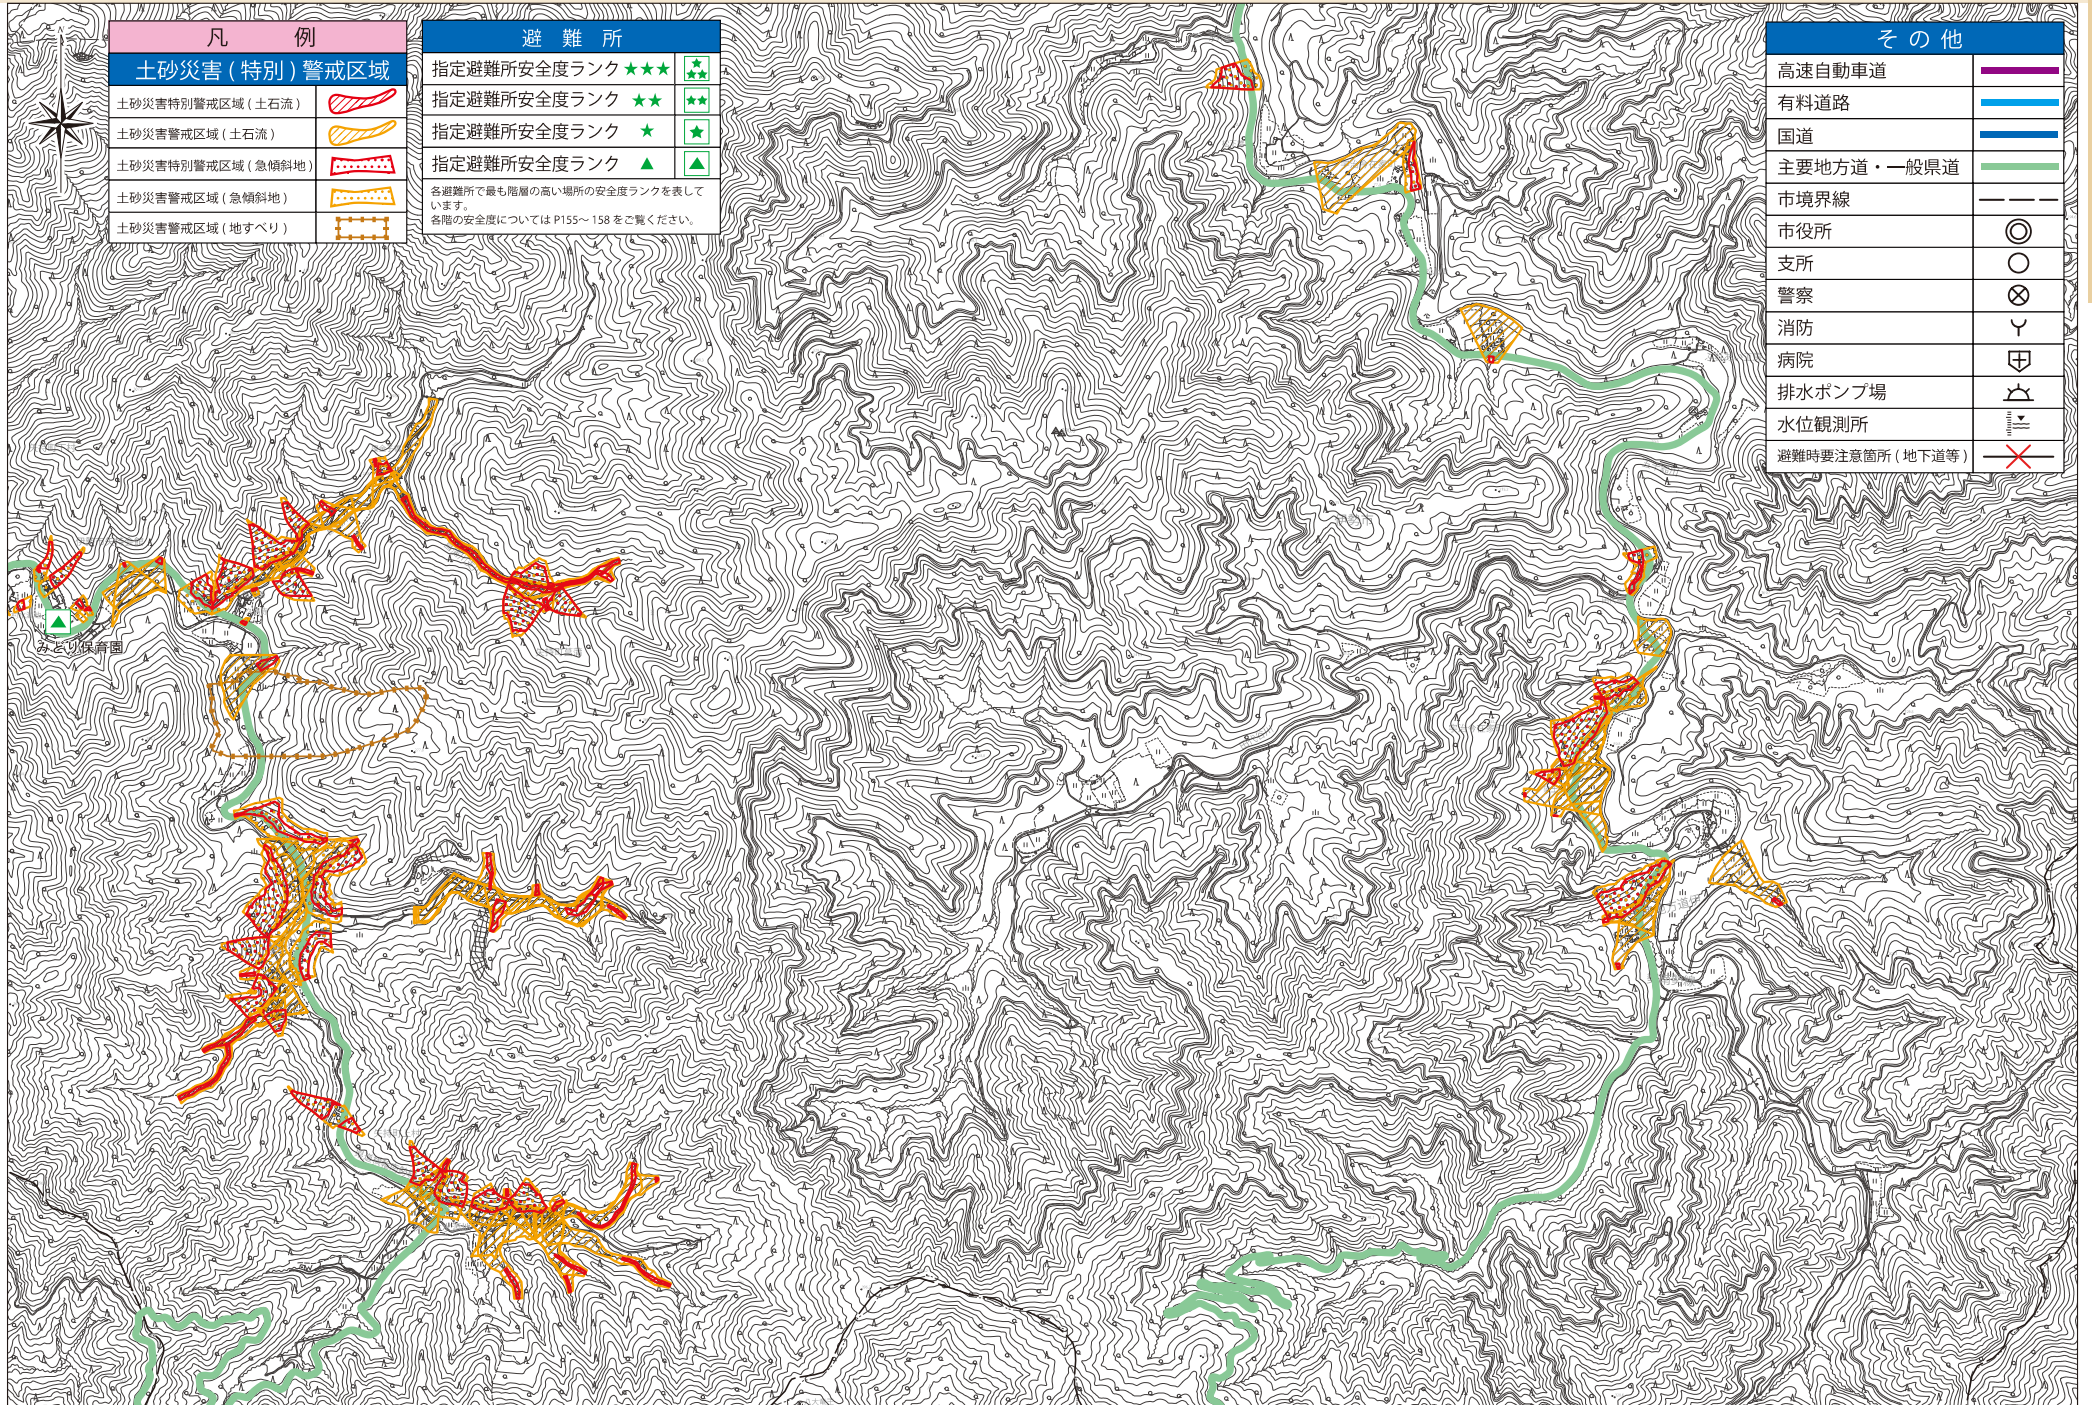 凡 例
土砂災害(特別)警戒区域
土砂災害特別警戒区域(土石流)
土砂災害警戒区域(土石流)
土砂災害特別警戒区域(急傾斜地)
土砂災害警戒区域(急傾斜地)
土砂災害警戒区域(地すべり)
避 難 所
指定避難所安全度ランク ★★★
指定避難所安全度ランク ★★
指定避難所安全度ランク ★
指定避難所安全度ランク ▲
各避難所で最も階層の高い場所の安全度ランクを表して
います。
各階の安全度については P155〜 158 をご覧ください。
その他
高速自動車道
有料道路
国道
主要地方道・一般県道
市境界線
市役所
支所
警察
消防
病院
排水ポンプ場
水位観測所
避難時要注意箇所(地下道等)
みどり保育園